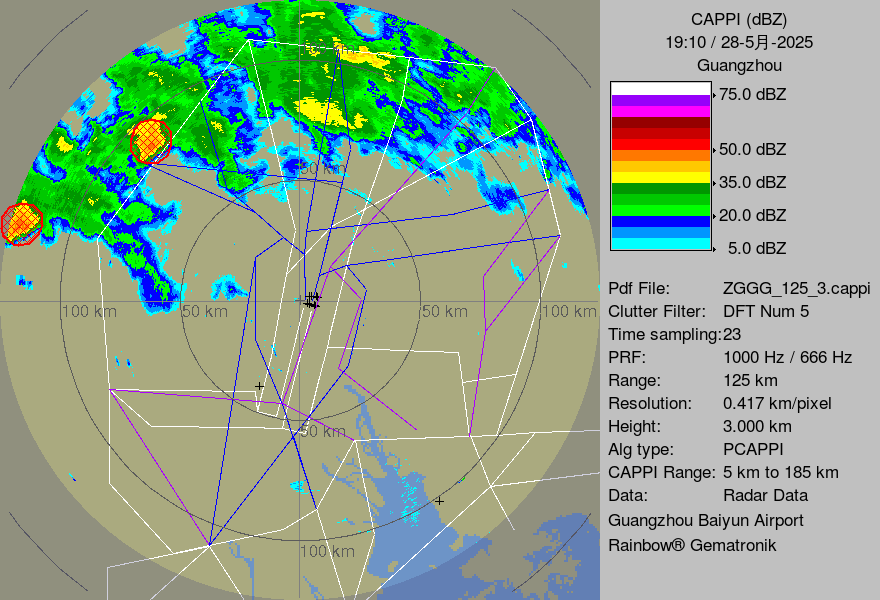 CAPPI (dBZ)
19:10 / 28-5月-2025
Guangzhou
75.0 dBZ
50.0 dBZ
35.0 dBZ
20.0 dBZ
5.0 dBZ
Pdf File: ZGGG_125_3.cappi
Clutter Filter: DFT Num 5
Time sampling:23
PRF: 1000 Hz / 666 Hz
Range: 125 km
Resolution: 0.417 km/pixel
Height: 3.000 km
Alg type: PCAPPI
CAPPI Range: 5 km to 185 km
Data: Radar Data
Guangzhou Baiyun Airport
Rainbow® Gematronik
50 km
100 km 50 km 50 km 100 km
50 km
100 km